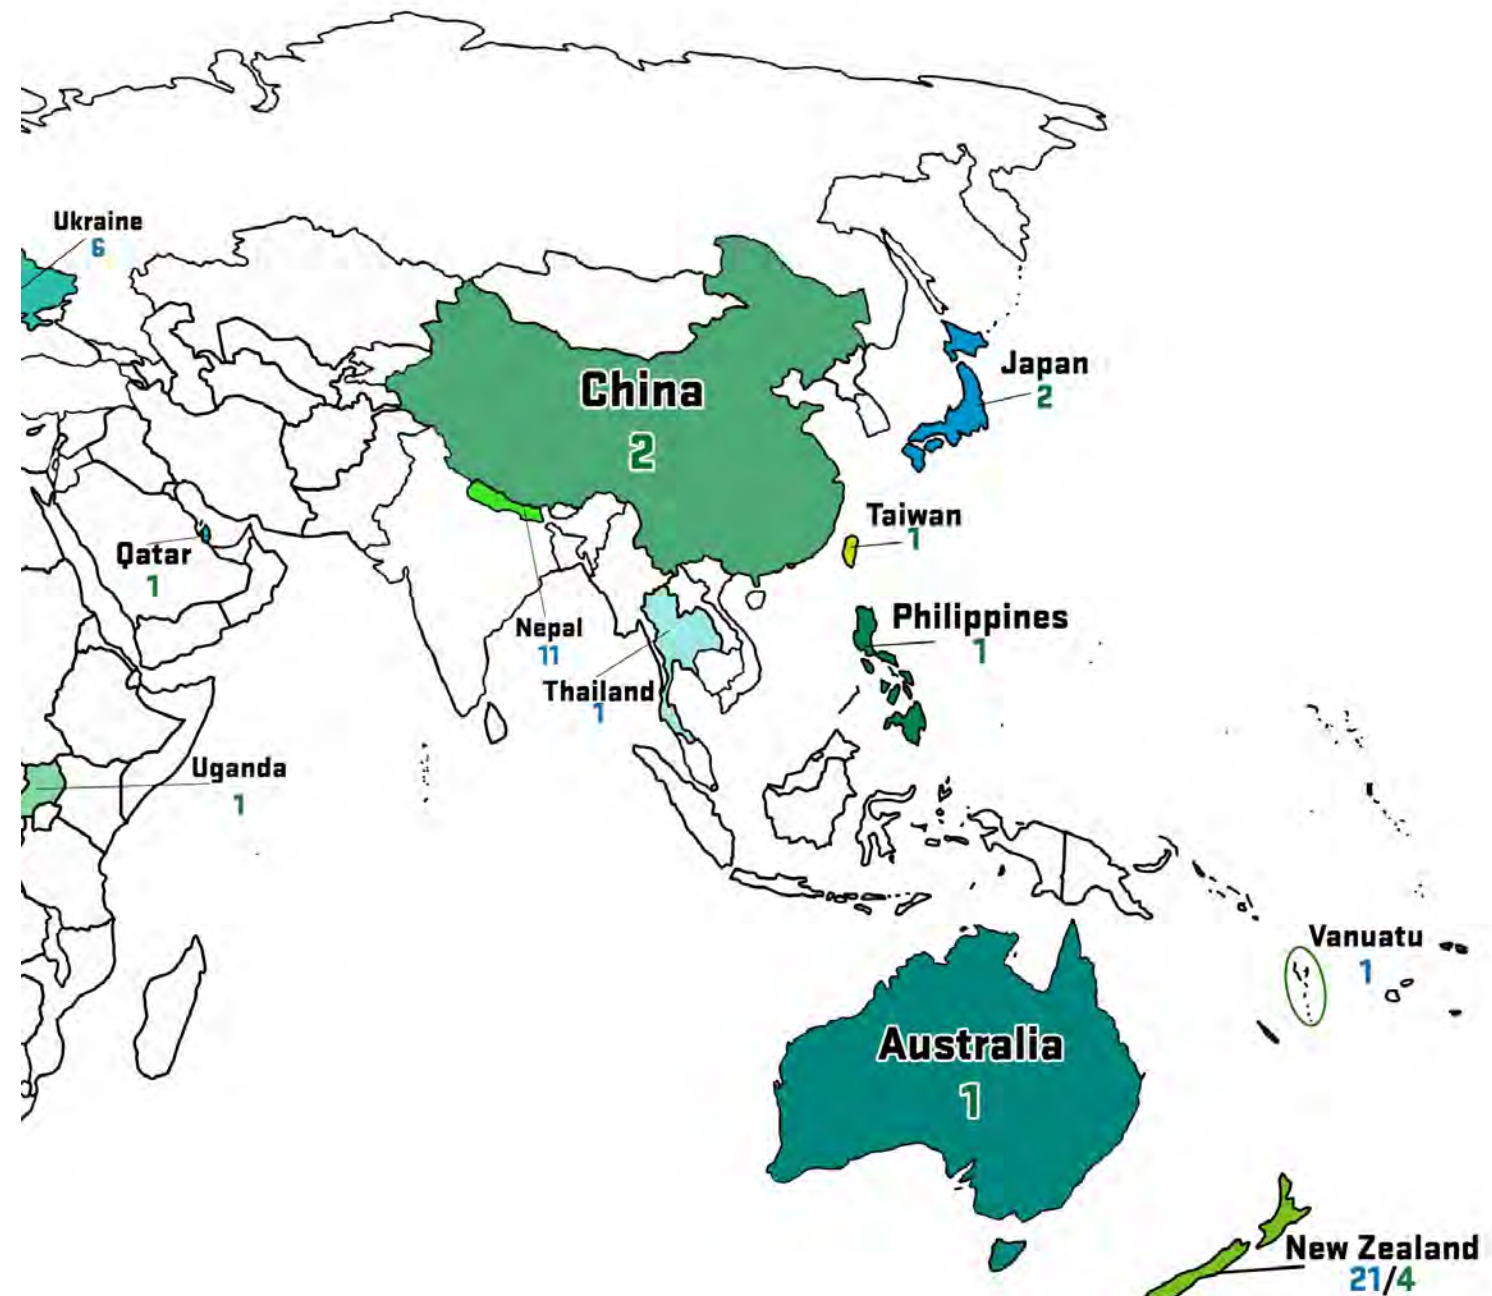 Ukraine
6
China
2
Japan
2
Taiwan
1
Qatar
1
Philippines
1
Nepal
11
Thailand
1
Uganda
1
Vanuatu
1
Australia
1
New Zealand
21/4